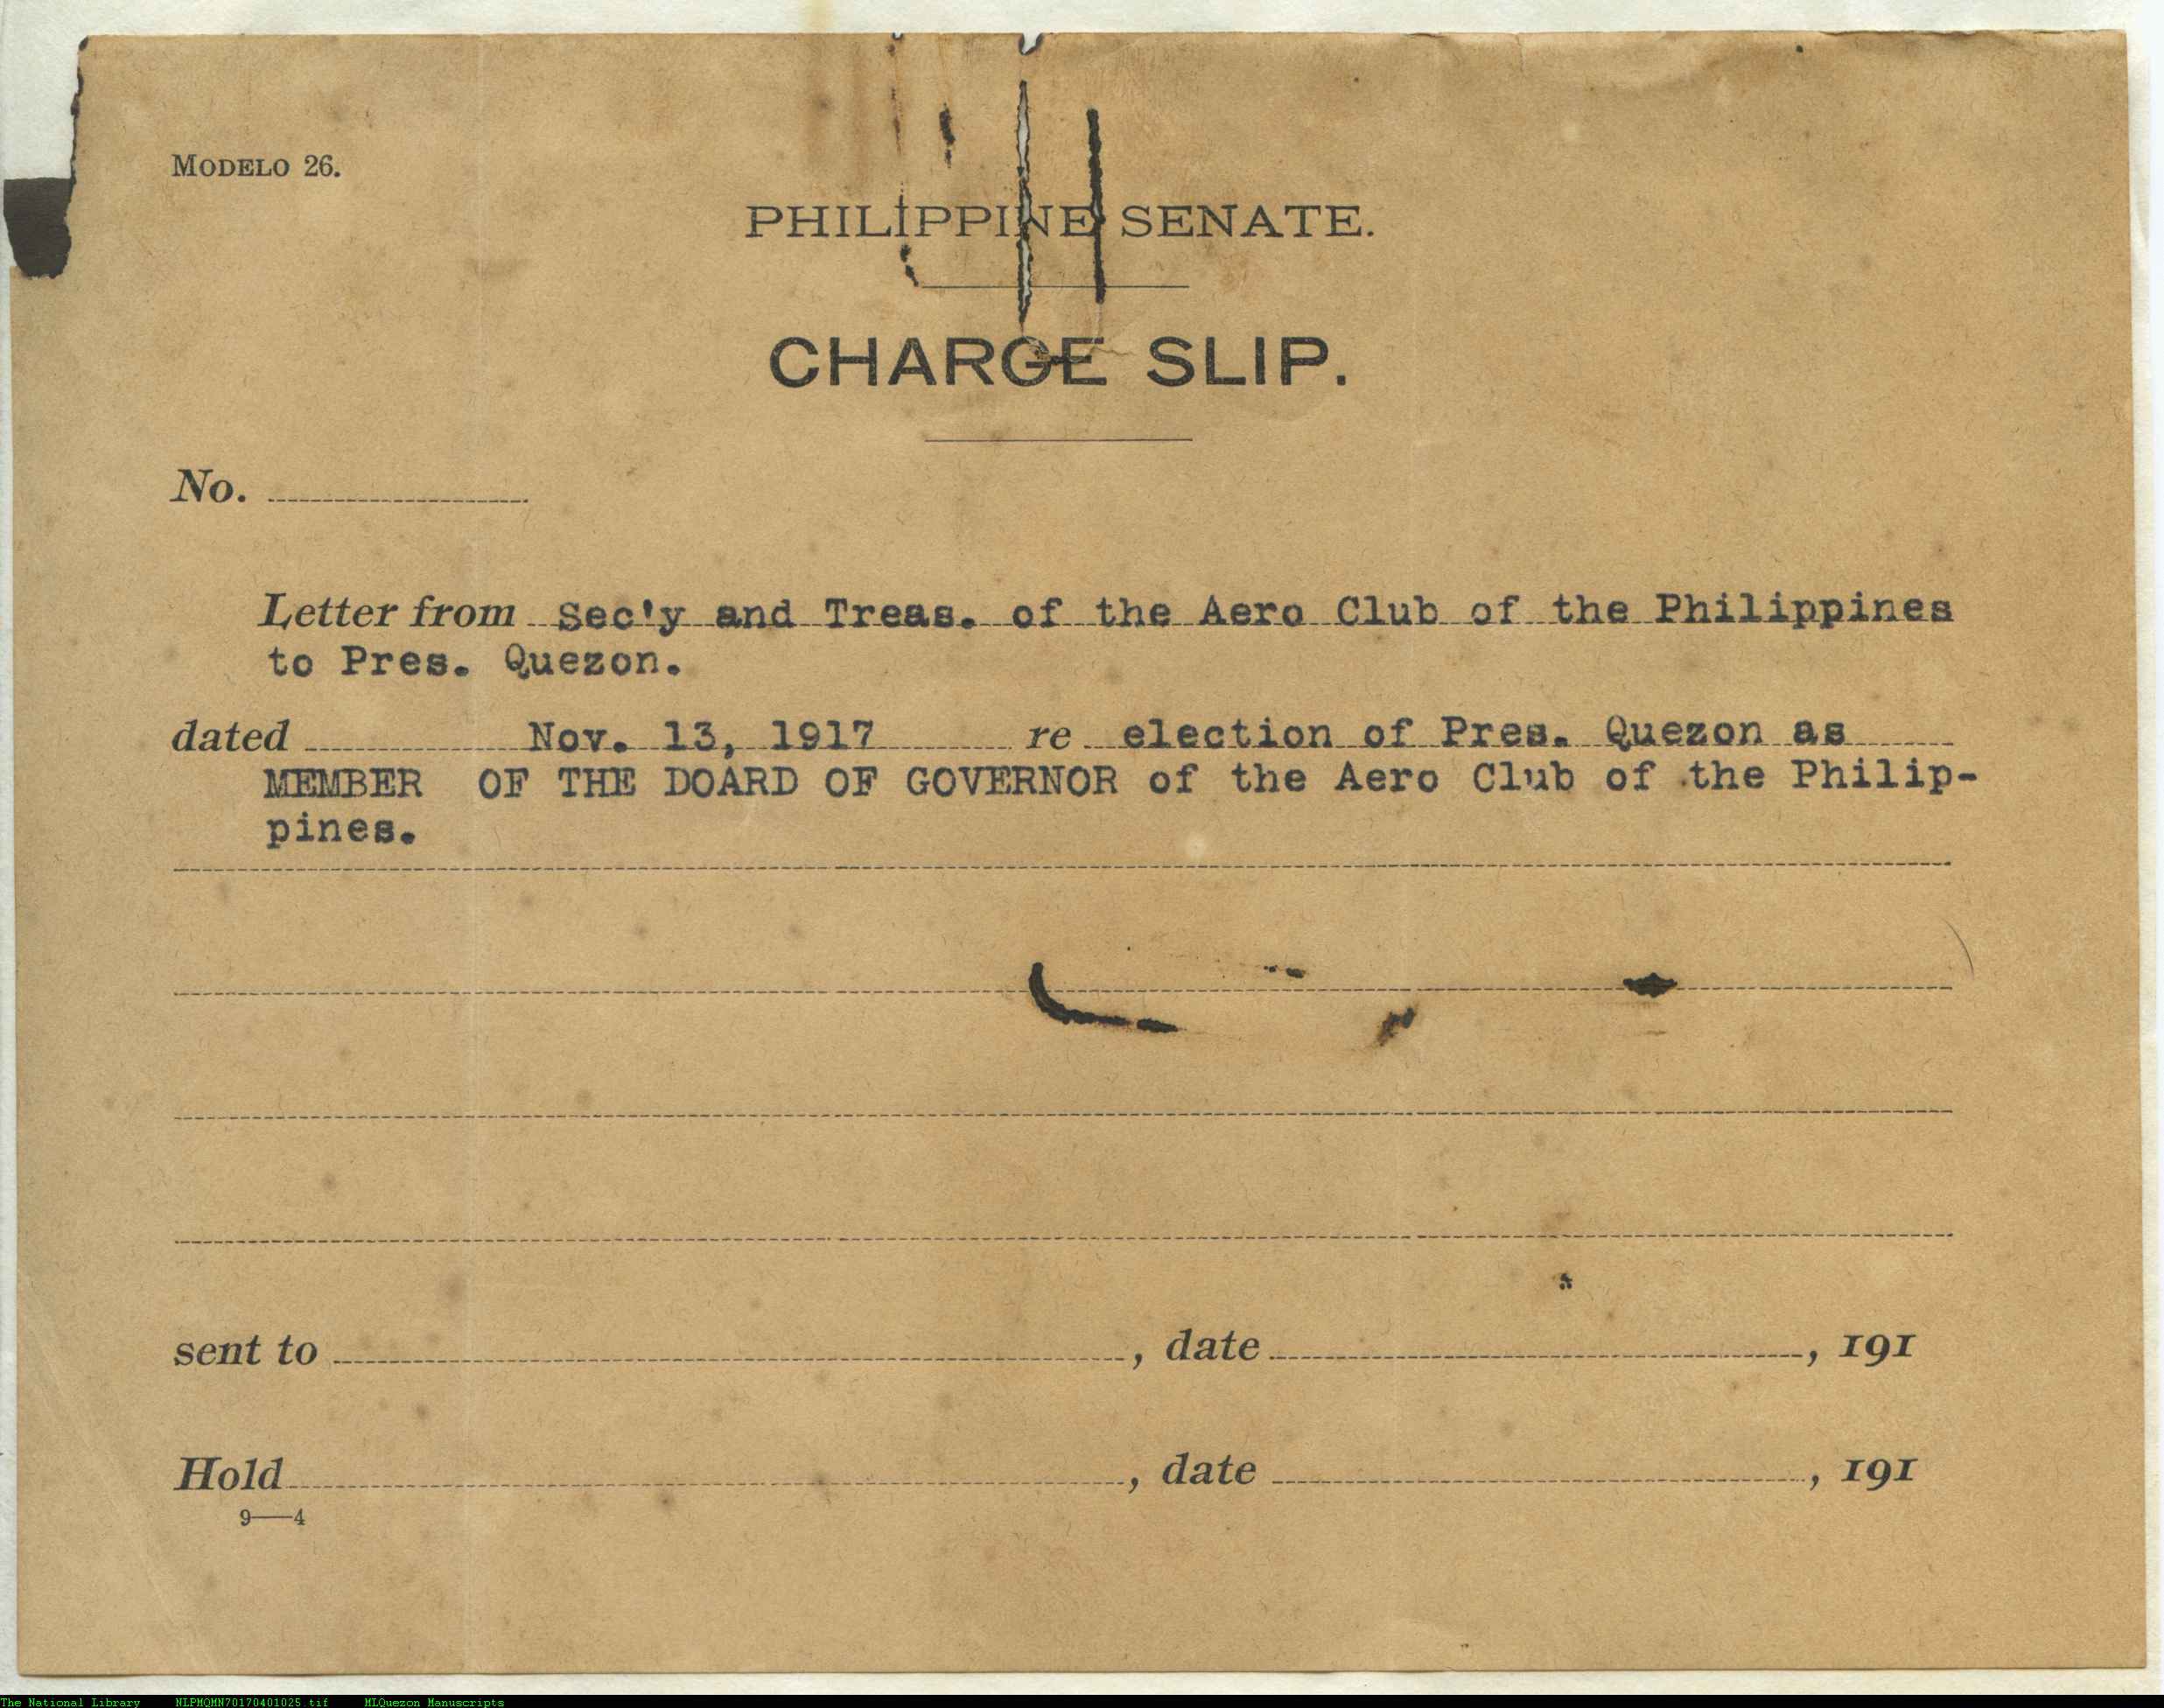 MODELO 26.
PHILIPPINE SENATE.
CHARGE SLIP.
No.
Letter from Sec'y and Treas. of the Aero Club of the Philippines
to Pres. Quezon.
dated Nov. 13, 1917 re election of Pres. Quezon as
MEMBER OF THE DOARD OF GOVERNOR of the Aero Club of the Philip-
pines.
sent to , date , 191
Hold , date , 191
9—4
The National Library NLPMQMN70170401025.tif MLQuezon Manuscripts